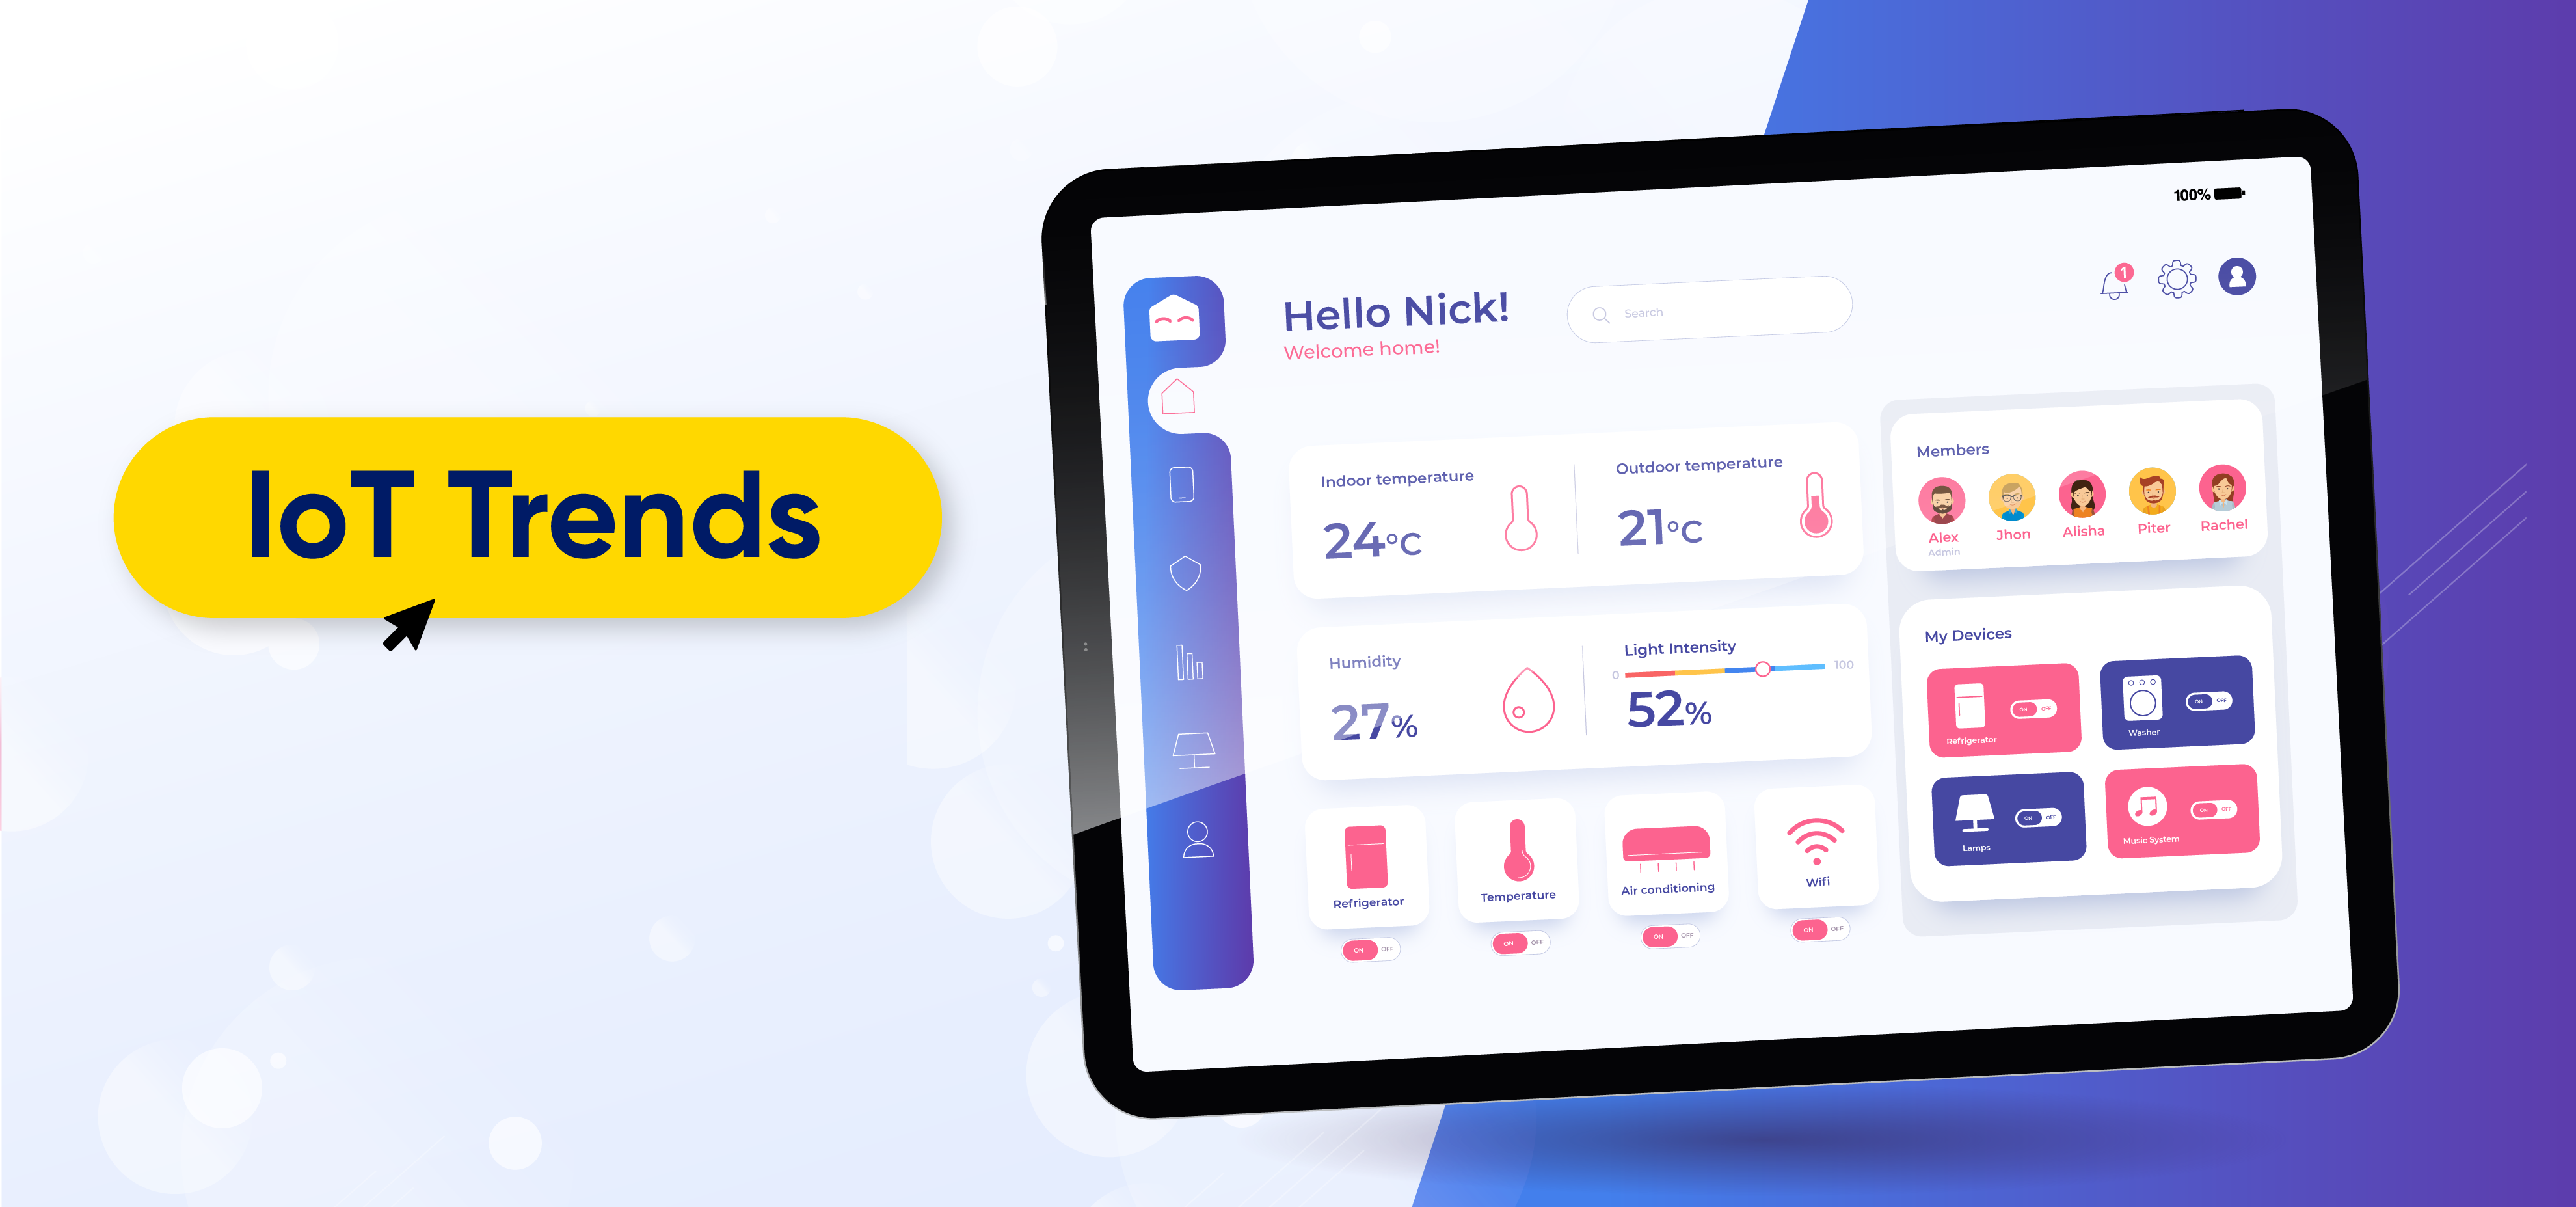 IoT Trends
100%
1
Hello Nick!
Welcome home!
Search
Indoor temperature
24°C
Outdoor temperature
21°C
Humidity
27%
Light Intensity
0
100
52%
Refrigerator
ON OFF
Temperature
ON OFF
Air conditioning
ON OFF
Wifi
ON OFF
Members
Alex
Admin
Jhon
Alisha
Piter
Rachel
My Devices
Refrigerator
ON OFF
Washer
ON OFF
Lamps
ON OFF
Music System
ON OFF